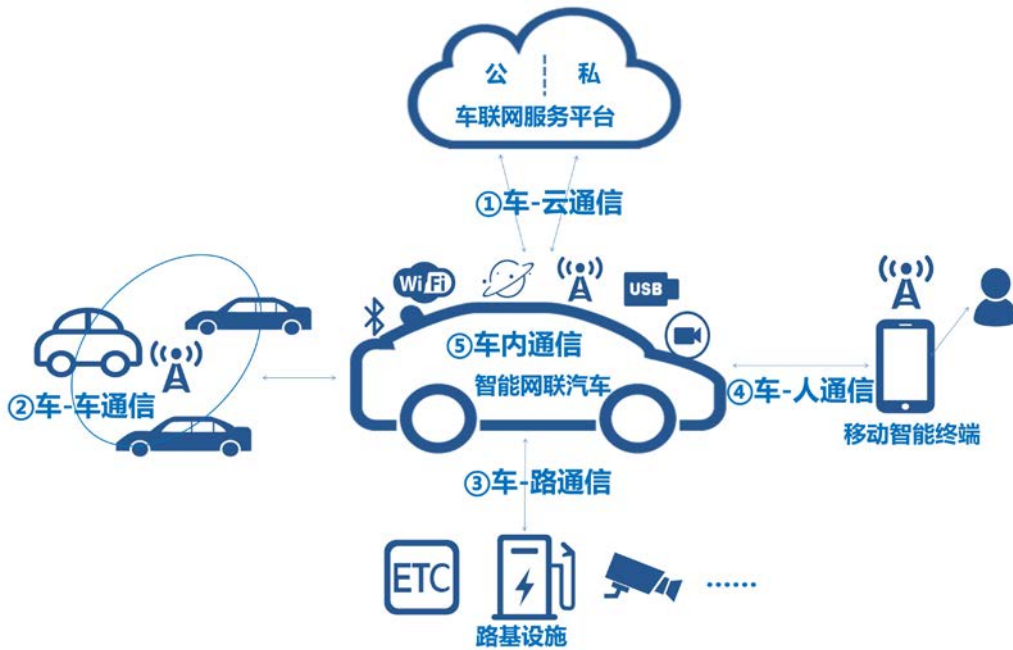 公 私
车联网服务平台
①车-云通信
WiFi
USB
⑤车内通信
智能网联汽车
②车-车通信
④车-人通信
移动智能终端
③车-路通信
ETC
······
路基设施